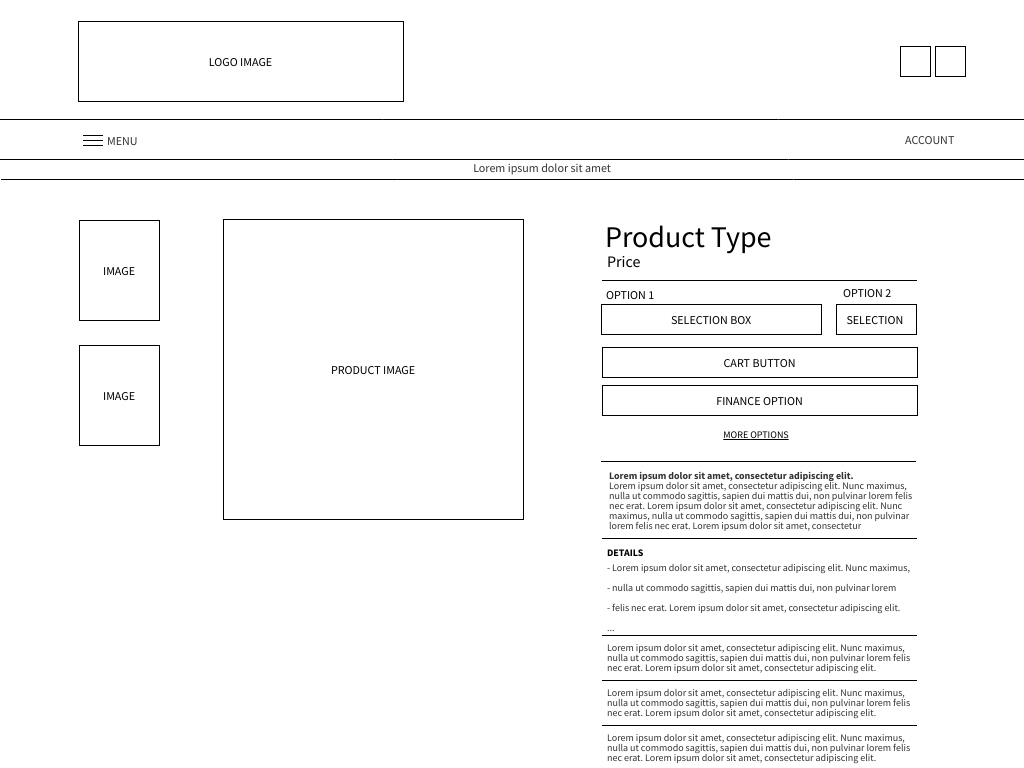 LOGO IMAGE
MENU
ACCOUNT
Lorem ipsum dolor sit amet
IMAGE
IMAGE
PRODUCT IMAGE
Product Type
Price
OPTION 1
OPTION 2
SELECTION BOX
SELECTION
CART BUTTON
FINANCE OPTION
MORE OPTIONS
Lorem ipsum dolor sit amet, consectetur adipiscing elit.
Lorem ipsum dolor sit amet, consectetur adipiscing elit. Nunc maximus,
nulla ut commodo sagittis, sapien dui mattis dui, non pulvinar lorem felis
nec erat. Lorem ipsum dolor sit amet, consectetur adipiscing elit. Nunc
maximus, nulla ut commodo sagittis, sapien dui mattis dui, non pulvinar
lorem felis nec erat. Lorem ipsum dolor sit amet, consectetur
DETAILS
- Lorem ipsum dolor sit amet, consectetur adipiscing elit. Nunc maximus,
- nulla ut commodo sagittis, sapien dui mattis dui, non pulvinar lorem
- felis nec erat. Lorem ipsum dolor sit amet, consectetur adipiscing elit.
...
Lorem ipsum dolor sit amet, consectetur adipiscing elit. Nunc maximus,
nulla ut commodo sagittis, sapien dui mattis dui, non pulvinar lorem felis
nec erat. Lorem ipsum dolor sit amet, consectetur adipiscing elit.
Lorem ipsum dolor sit amet, consectetur adipiscing elit. Nunc maximus,
nulla ut commodo sagittis, sapien dui mattis dui, non pulvinar lorem felis
nec erat. Lorem ipsum dolor sit amet, consectetur adipiscing elit.
Lorem ipsum dolor sit amet, consectetur adipiscing elit. Nunc maximus,
nulla ut commodo sagittis, sapien dui mattis dui, non pulvinar lorem felis
nec erat. Lorem ipsum dolor sit amet, consectetur adipiscing elit.